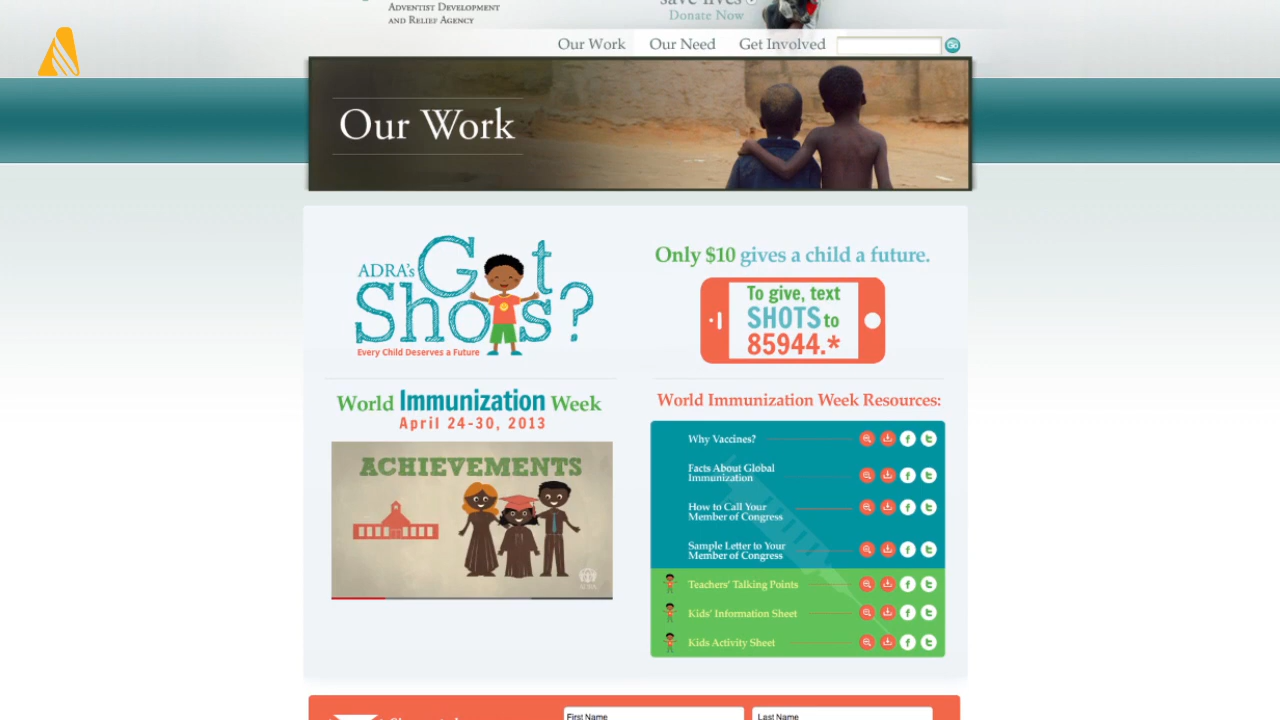 Adventist Development
and Relief Agency
save lives
Donate Now
Our Work
Our Need
Get Involved
Go
Our Work
ADRA's Got
Shots?
Every Child Deserves a Future
Only $10 gives a child a future.
To give, text
SHOTS to
85944.*
World Immunization Week
April 24-30, 2013
ACHIEVEMENTS
ADRA
World Immunization Week Resources:
Why Vaccines?
Facts About Global
Immunization
How to Call Your
Member of Congress
Sample Letter to Your
Member of Congress
Teachers' Talking Points
Kids' Information Sheet
Kids Activity Sheet
First Name
Last Name